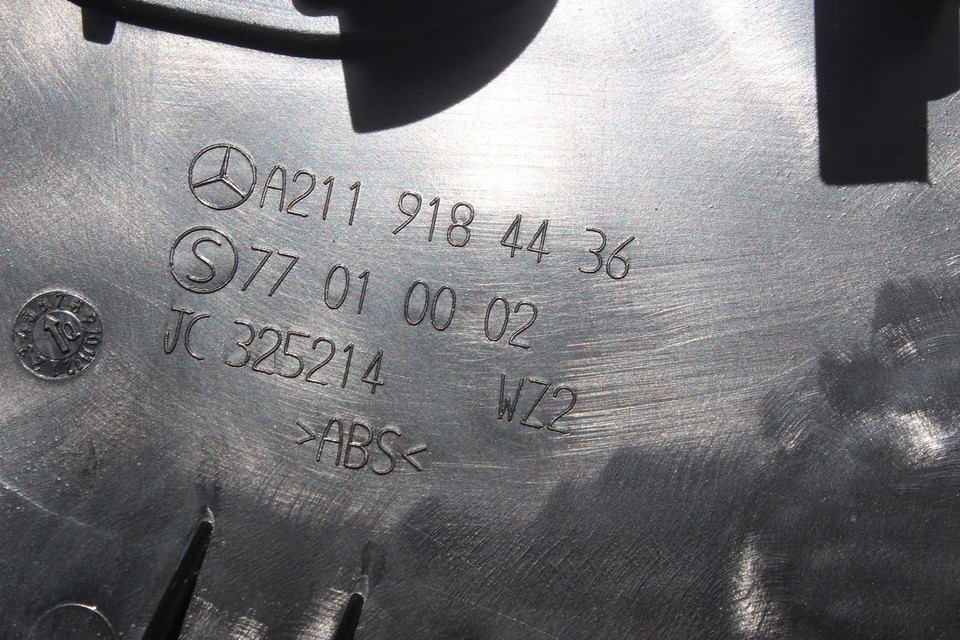 A211 918 44 36
S 77 01 00 02
JC 325214 WZ2
>ABS<